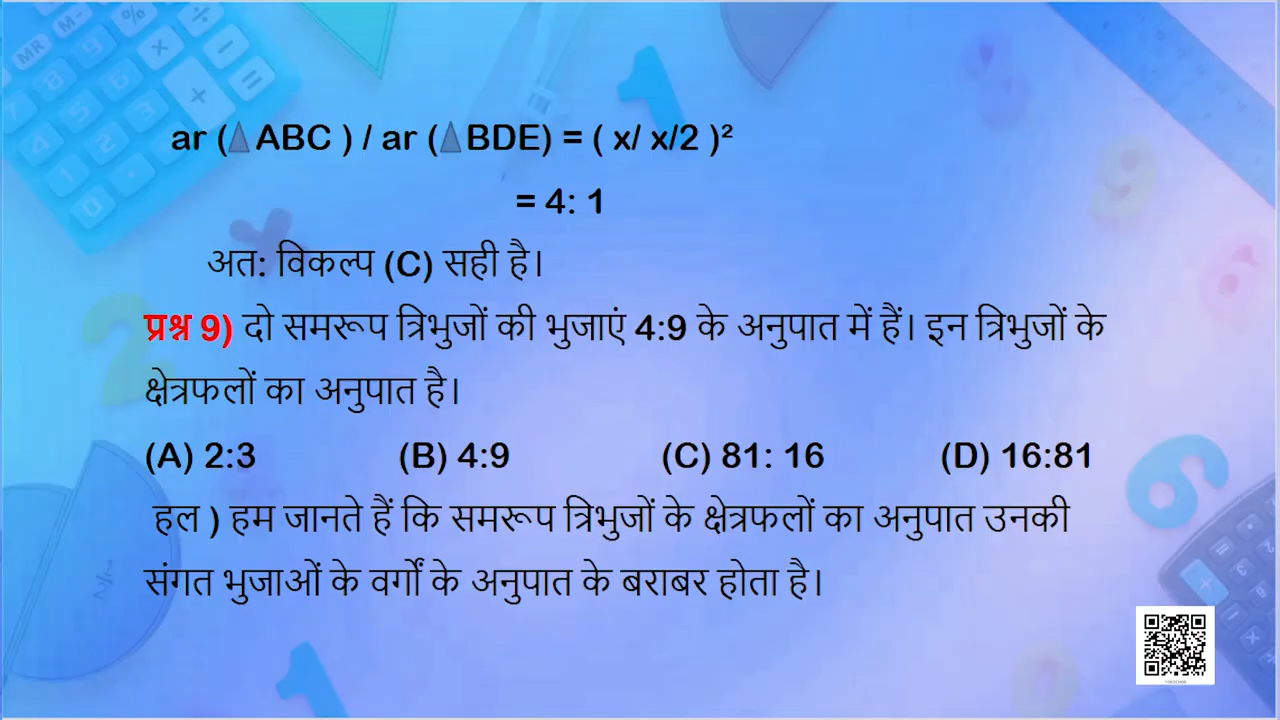 ar (△ ABC ) / ar (△ BDE) = ( x/ x/2 )²
= 4: 1
अत: विकल्प (C) सही है।
प्रश्न 9) दो समरूप त्रिभुजों की भुजाएं 4:9 के अनुपात में हैं। इन त्रिभुजों के
क्षेत्रफलों का अनुपात है।
(A) 2:3 (B) 4:9 (C) 81: 16 (D) 16:81
हल ) हम जानते हैं कि समरूप त्रिभुजों के क्षेत्रफलों का अनुपात उनकी
संगत भुजाओं के वर्गों के अनुपात के बराबर होता है।